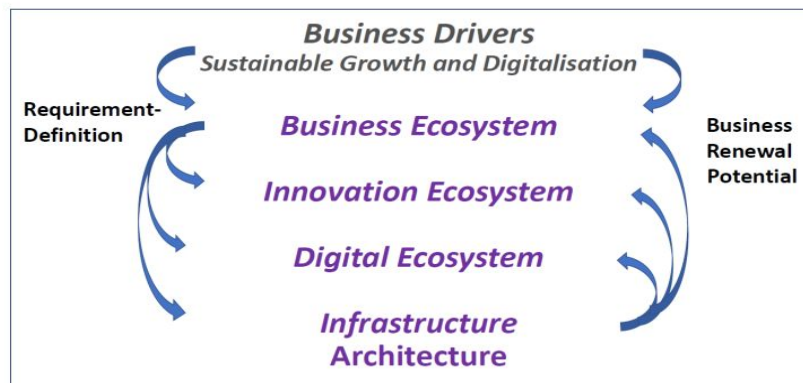 Business Drivers
Sustainable Growth and Digitalisation
Requirement-
Definition
Business Ecosystem
Innovation Ecosystem
Digital Ecosystem
Infrastructure
Architecture
Business
Renewal
Potential